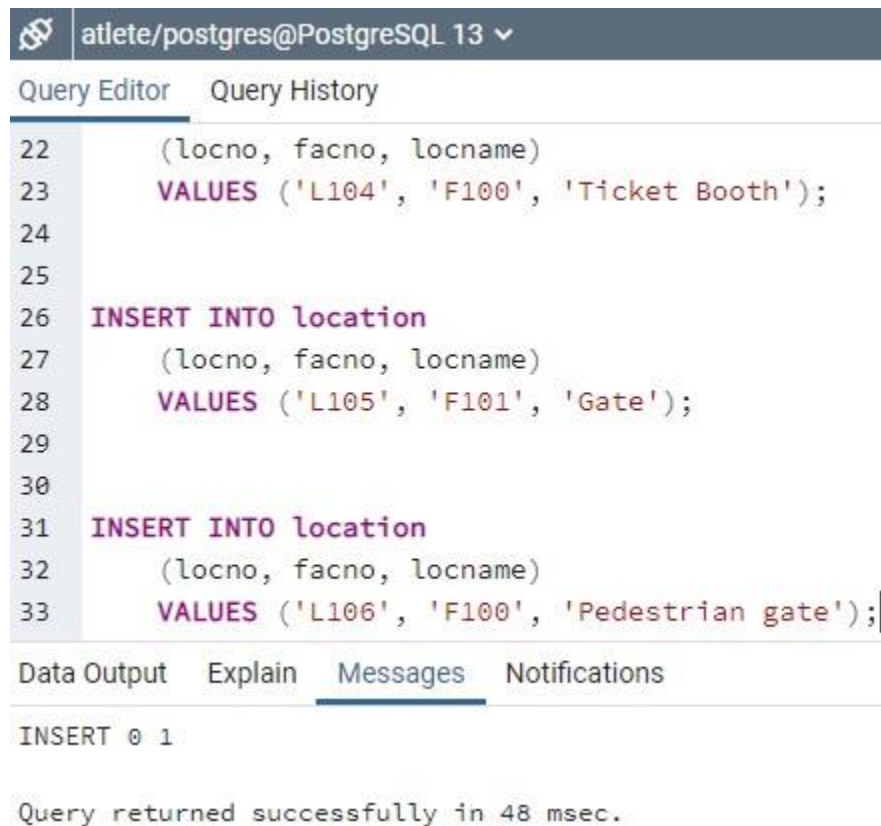 atlete/postgres@PostgreSQL 13
Query Editor Query History
22 (locno, facno, locname)
23 VALUES ('L104', 'F100', 'Ticket Booth');
24
25
26 INSERT INTO location
27 (locno, facno, locname)
28 VALUES ('L105', 'F101', 'Gate');
29
30
31 INSERT INTO location
32 (locno, facno, locname)
33 VALUES ('L106', 'F100', 'Pedestrian gate');
Data Output Explain Messages Notifications
INSERT 0 1
Query returned successfully in 48 msec.